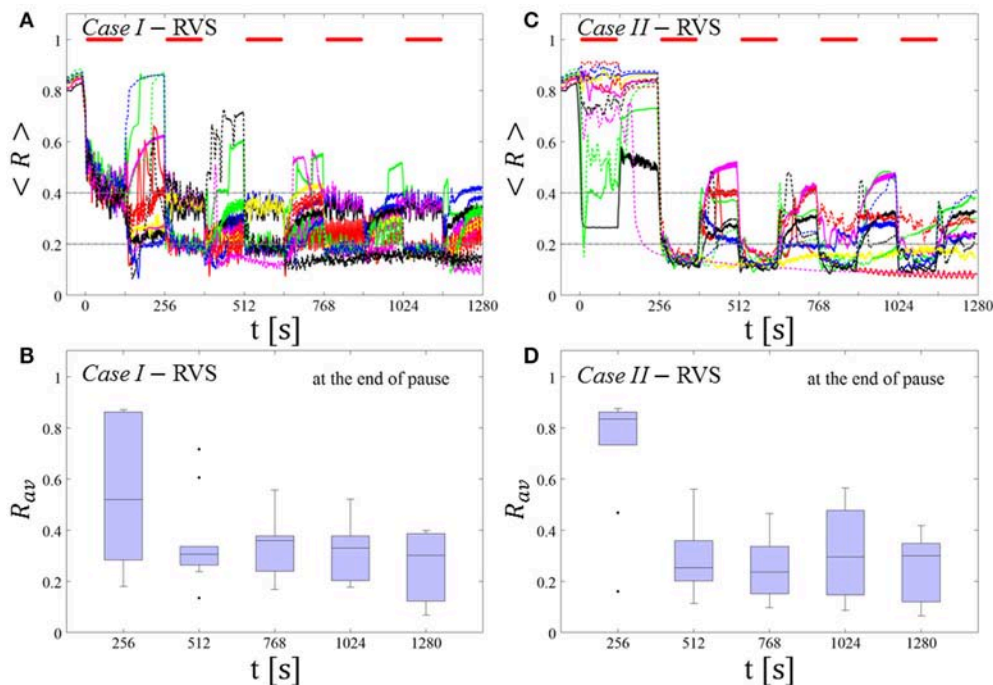 A
Case I – RVS
1
0.8
0.6
0.4
0.2
0
< R >
0 256 512 768 1024 1280
t [s]
C
Case II – RVS
1
0.8
0.6
0.4
0.2
0
< R >
0 256 512 768 1024 1280
t [s]
B
Case I – RVS
at the end of pause
1
0.8
0.6
0.4
0.2
0
R_av
256 512 768 1024 1280
t [s]
D
Case II – RVS
at the end of pause
1
0.8
0.6
0.4
0.2
0
R_av
256 512 768 1024 1280
t [s]